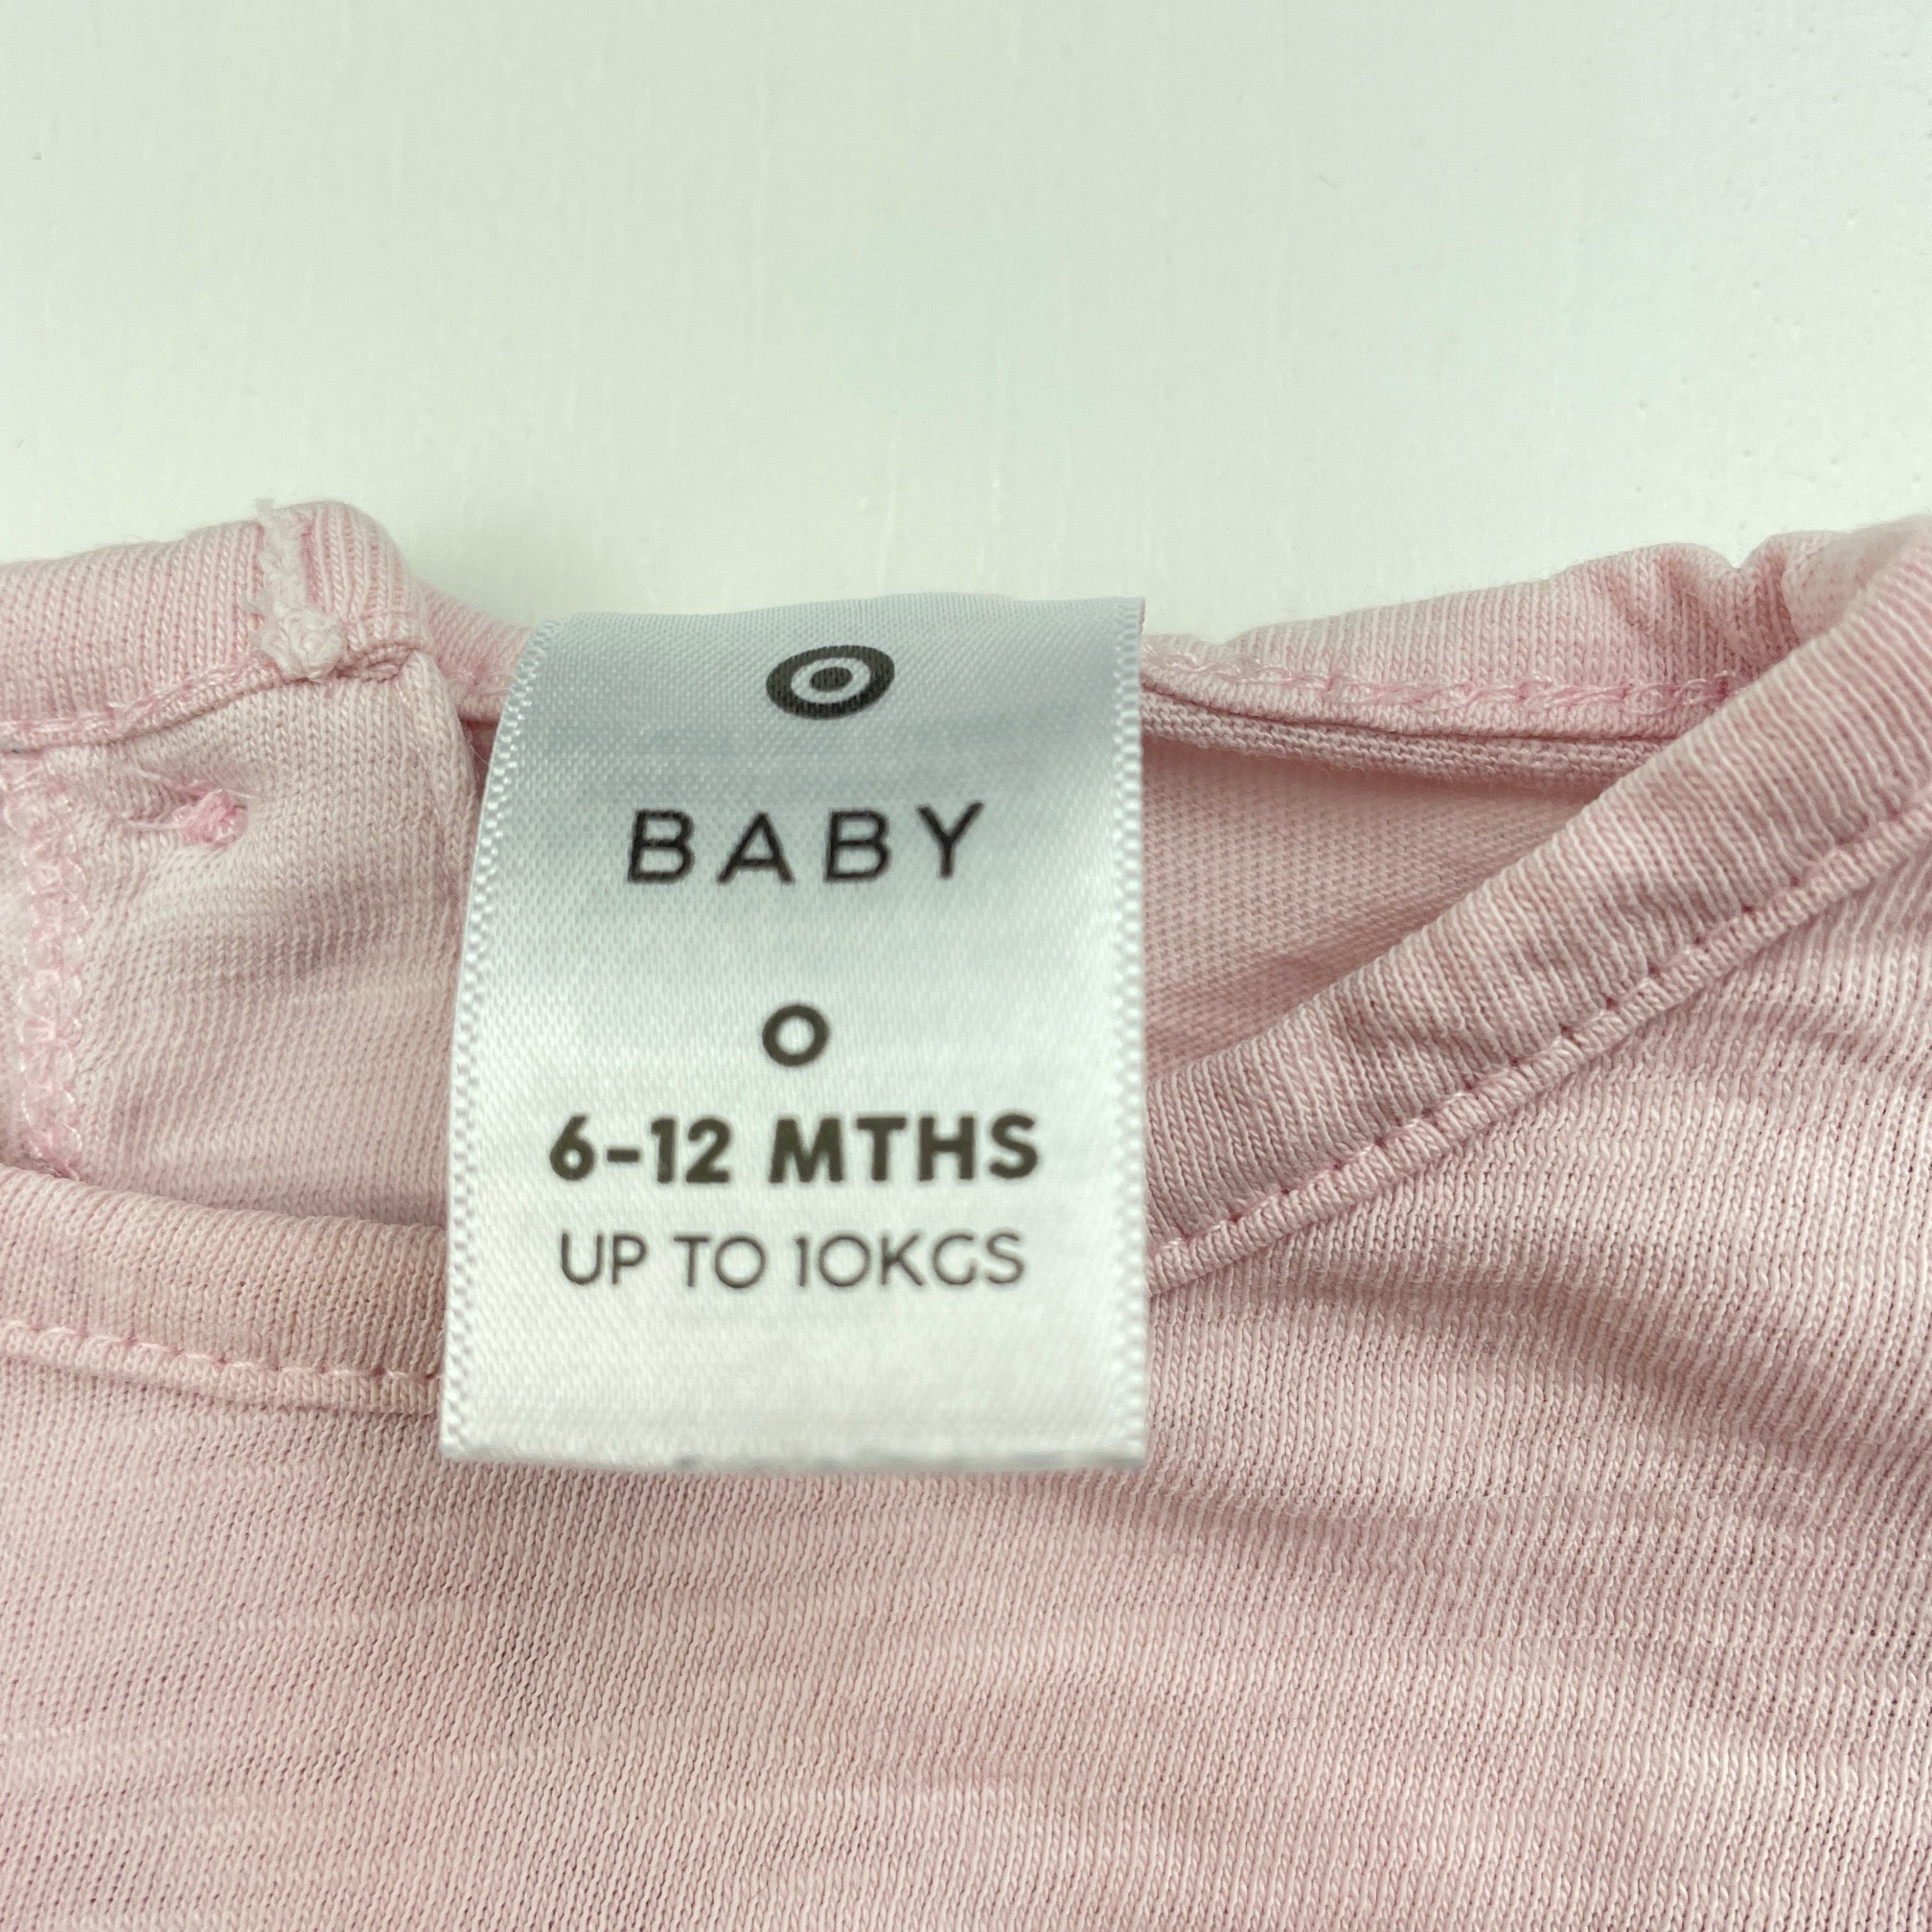 BABY
0
6-12 MTHS
UP TO 10KGS